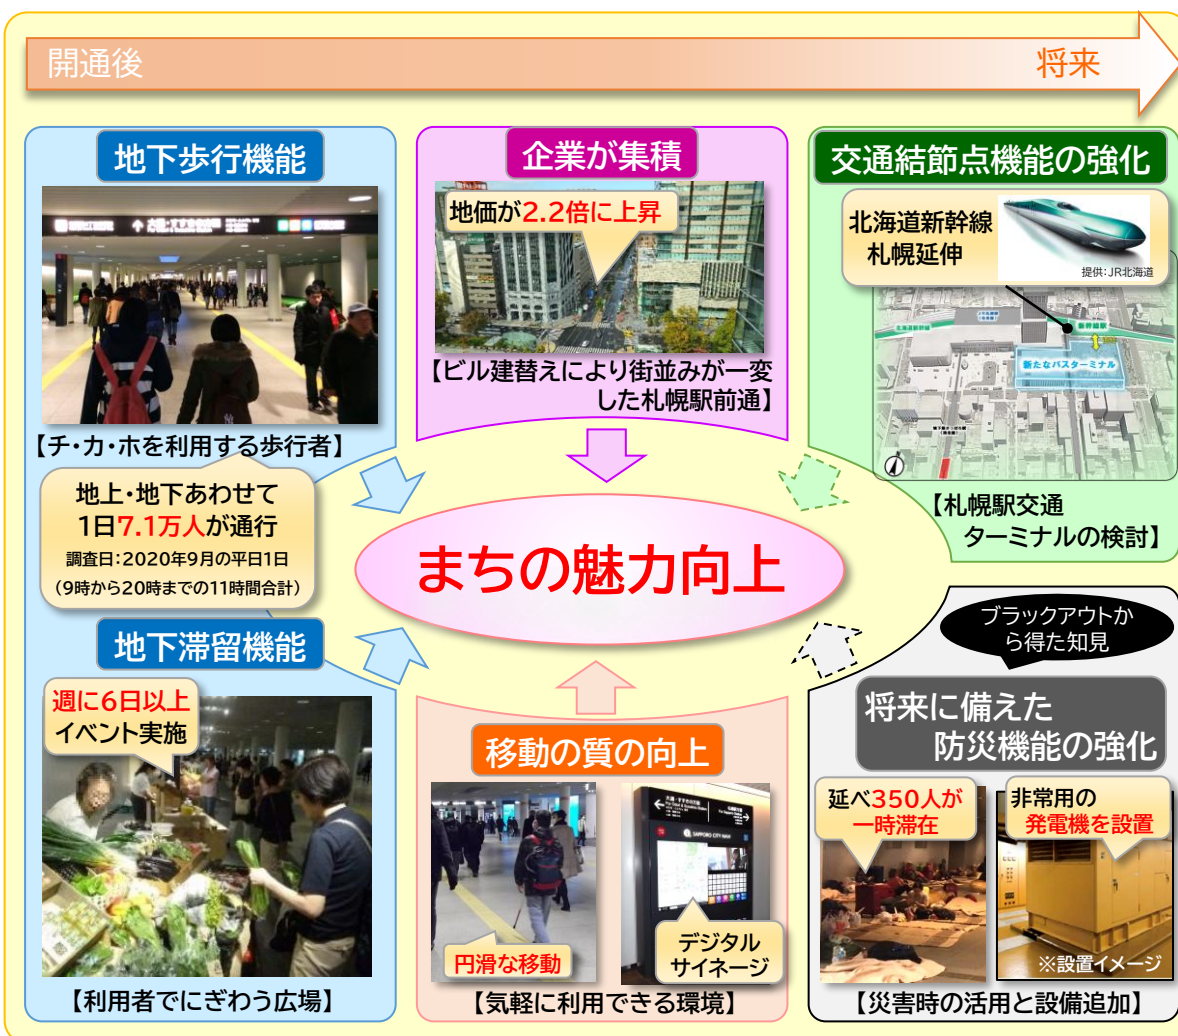 開通後
将来
地下歩行機能
【チ・カ・ホを利用する歩行者】
地上・地下あわせて
1日7.1万人が通行
調査日:2020年9月の平日1日
(9時から20時までの11時間合計)
地下滞留機能
週に6日以上
イベント実施
【利用者でにぎわう広場】
企業が集積
地価が2.2倍に上昇
【ビル建替えにより街並みが一変
した札幌駅前通】
まちの魅力向上
移動の質の向上
SAPPORO CITY NAVI
円滑な移動
デジタル
サイネージ
【気軽に利用できる環境】
交通結節点機能の強化
北海道新幹線
札幌延伸
提供:JR北海道
北海道新幹線
新幹線駅
新たなバスターミナル
【札幌駅交通
ターミナルの検討】
ブラックアウトか
ら得た知見
将来に備えた
防災機能の強化
延べ350人が
一時滞在
非常用の
発電機を設置
※設置イメージ
【災害時の活用と設備追加】